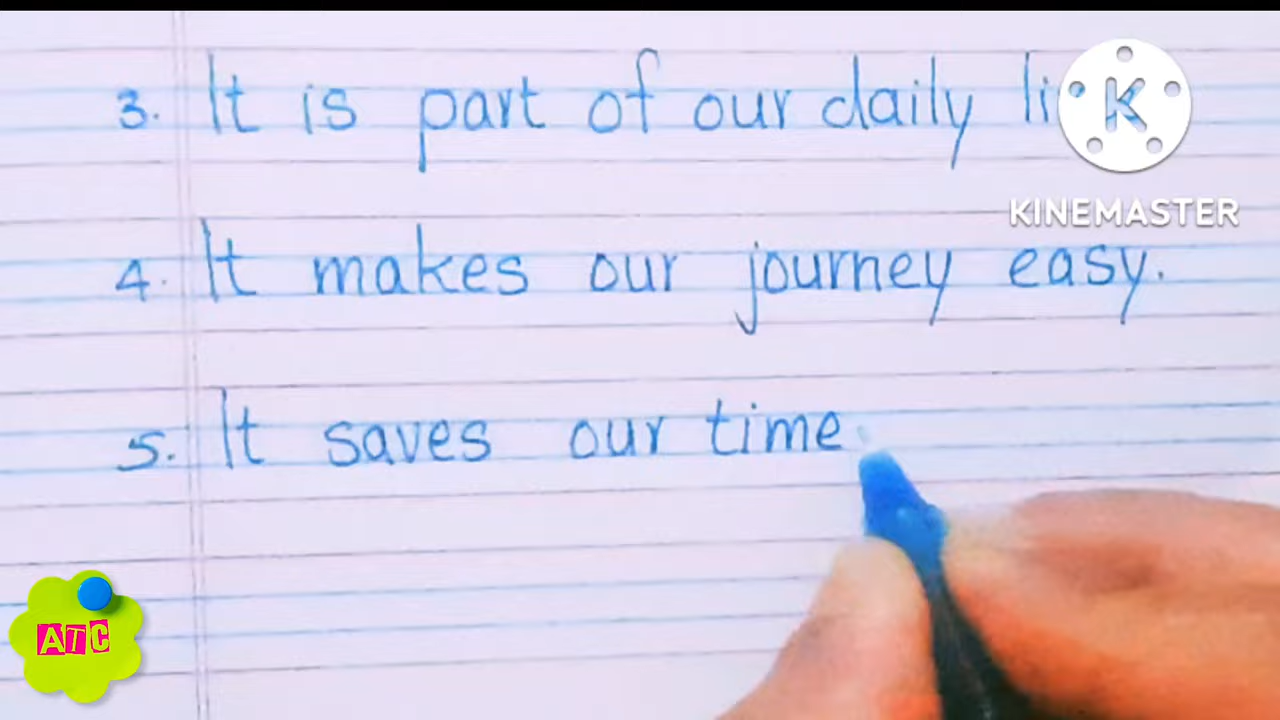 3. It is part of our daily
KINEMASTER
4. It makes our journey easy.
5. It saves our time
ATC